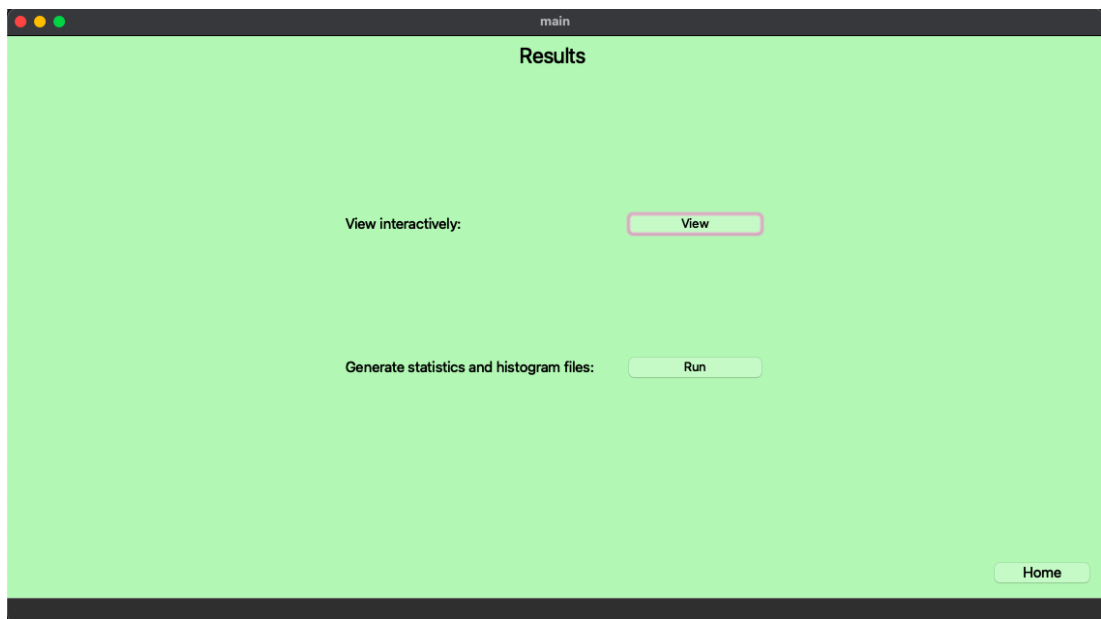 main
Results
View interactively: View
Generate statistics and histogram files: Run
Home